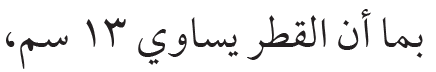 بما أن القطر يساوي ١٣ سم،